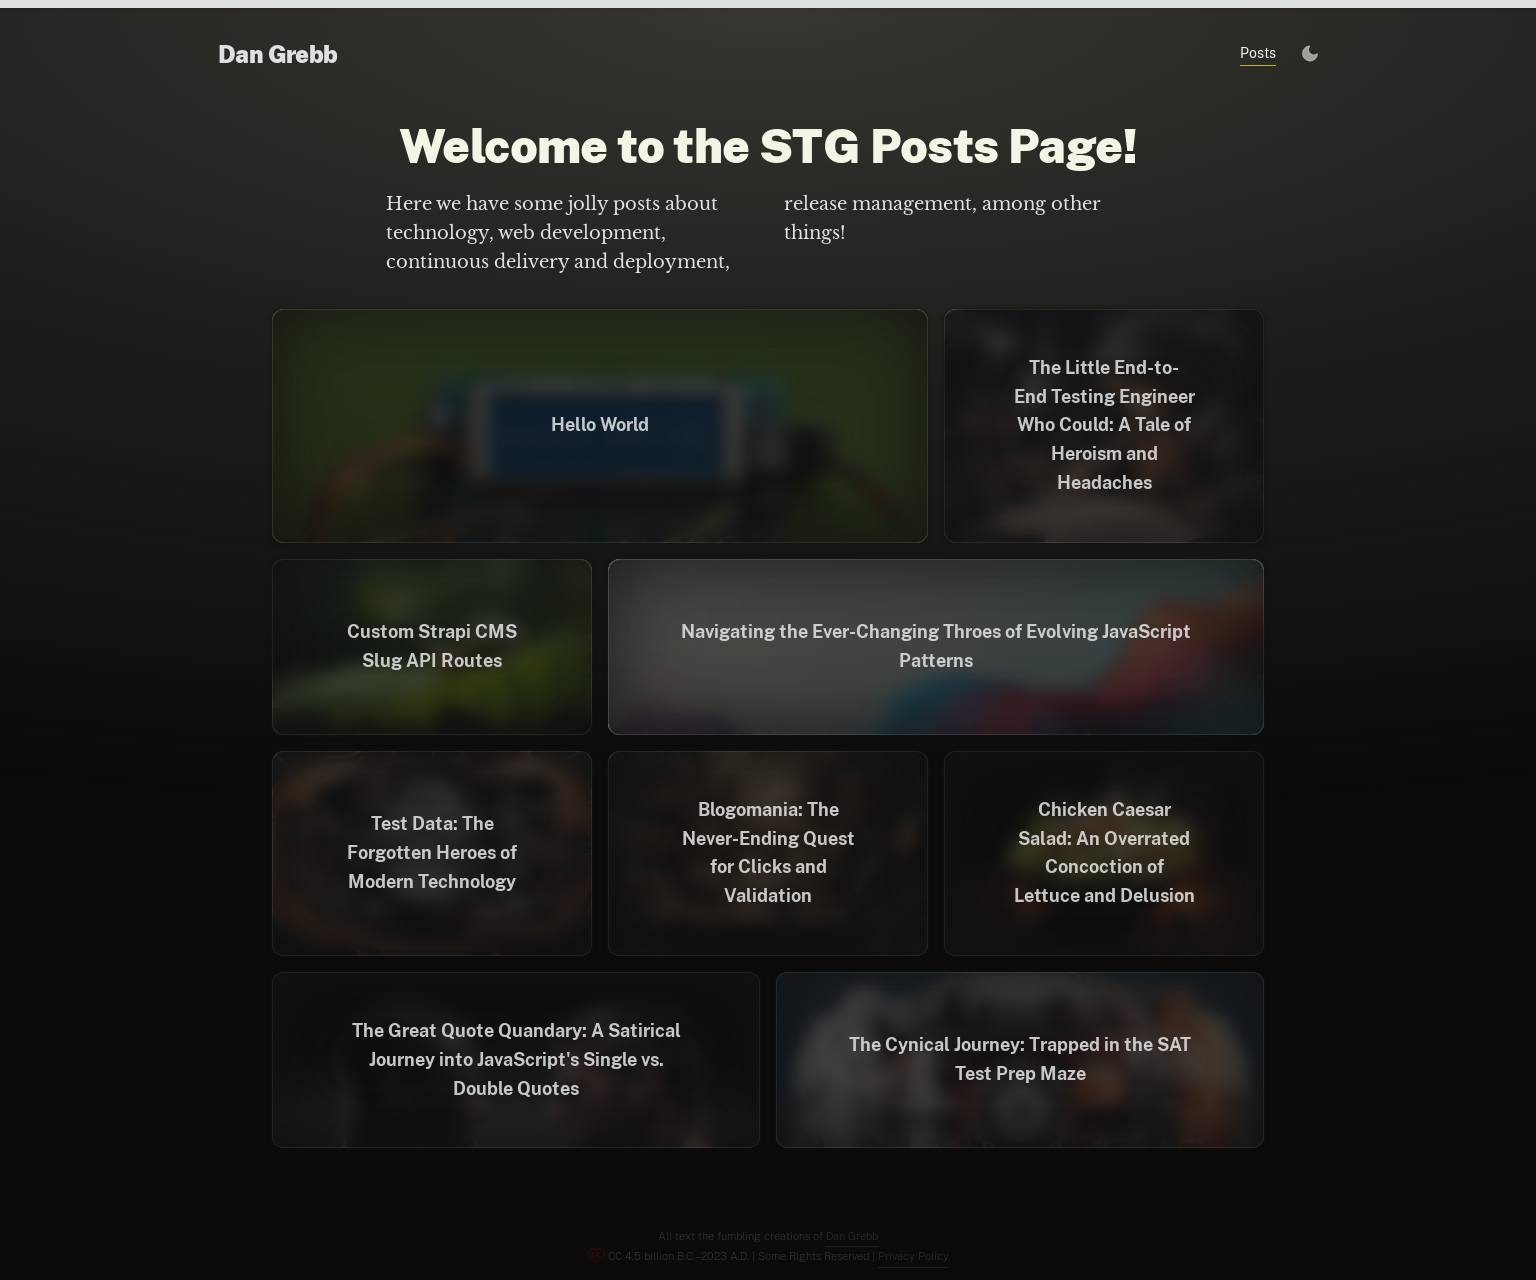 Dan Grebb
Posts
Welcome to the STG Posts Page!
Here we have some jolly posts about
technology, web development,
continuous delivery and deployment,
release management, among other
things!
Hello World
The Little End-to-
End Testing Engineer
Who Could: A Tale of
Heroism and
Headaches
Custom Strapi CMS
Slug API Routes
Navigating the Ever-Changing Throes of Evolving JavaScript
Patterns
Test Data: The
Forgotten Heroes of
Modern Technology
Blogomania: The
Never-Ending Quest
for Clicks and
Validation
Chicken Caesar
Salad: An Overrated
Concoction of
Lettuce and Delusion
The Great Quote Quandary: A Satirical
Journey into JavaScript's Single vs.
Double Quotes
The Cynical Journey: Trapped in the SAT
Test Prep Maze
All text the fumbling creations of Dan Grebb
CC 4.5 billion B.C.–2023 A.D. | Some Rights Reserved | Privacy Policy